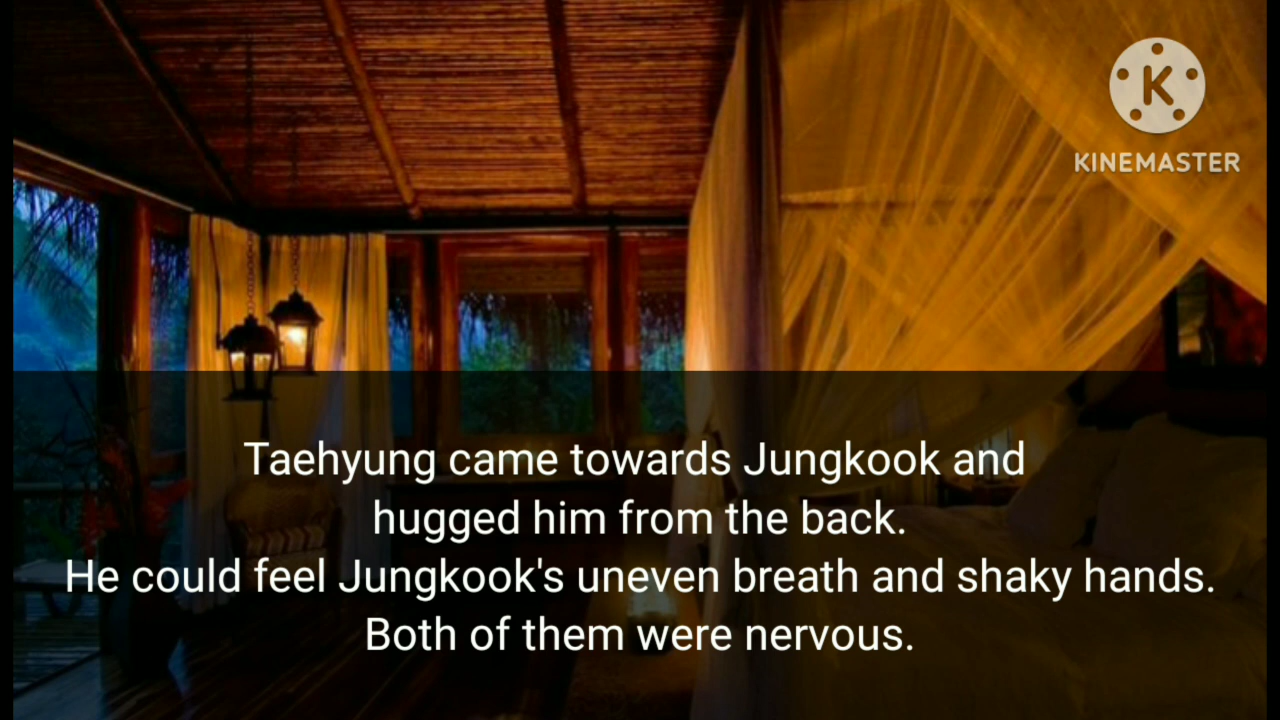 K
KINEMASTER
Taehyung came towards Jungkook and
hugged him from the back.
He could feel Jungkook's uneven breath and shaky hands.
Both of them were nervous.